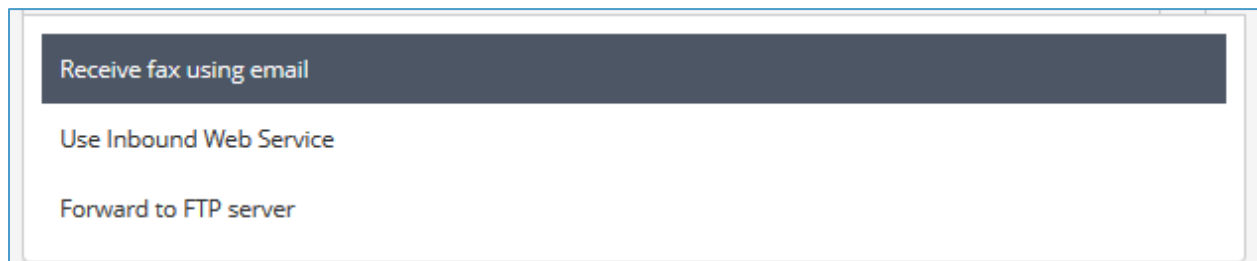 Receive fax using email
Use Inbound Web Service
Forward to FTP server